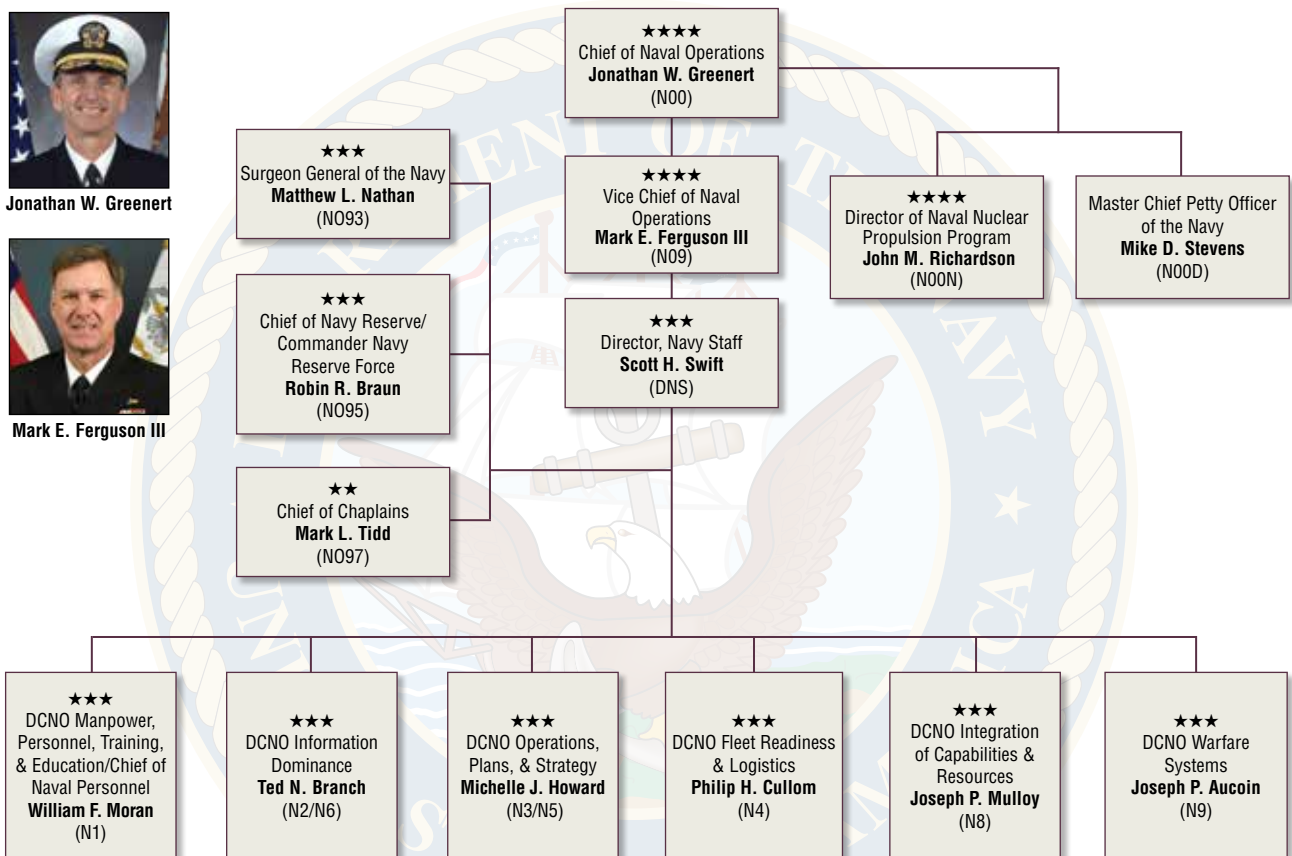 Jonathan W. Greenert
Mark E. Ferguson III
★★★★
Chief of Naval Operations
Jonathan W. Greenert
(N00)
★★★
Surgeon General of the Navy
Matthew L. Nathan
(NO93)
★★★★
Vice Chief of Naval
Operations
Mark E. Ferguson III
(N09)
★★★★
Director of Naval Nuclear
Propulsion Program
John M. Richardson
(N00N)
Master Chief Petty Officer
of the Navy
Mike D. Stevens
(N00D)
★★★
Chief of Navy Reserve/
Commander Navy
Reserve Force
Robin R. Braun
(NO95)
★★★
Director, Navy Staff
Scott H. Swift
(DNS)
★★
Chief of Chaplains
Mark L. Tidd
(NO97)
★★★
DCNO Manpower,
Personnel, Training,
& Education/Chief of
Naval Personnel
William F. Moran
(N1)
★★★
DCNO Information
Dominance
Ted N. Branch
(N2/N6)
★★★
DCNO Operations,
Plans, & Strategy
Michelle J. Howard
(N3/N5)
★★★
DCNO Fleet Readiness
& Logistics
Philip H. Cullom
(N4)
★★★
DCNO Integration
of Capabilities &
Resources
Joseph P. Mulloy
(N8)
★★★
DCNO Warfare
Systems
Joseph P. Aucoin
(N9)